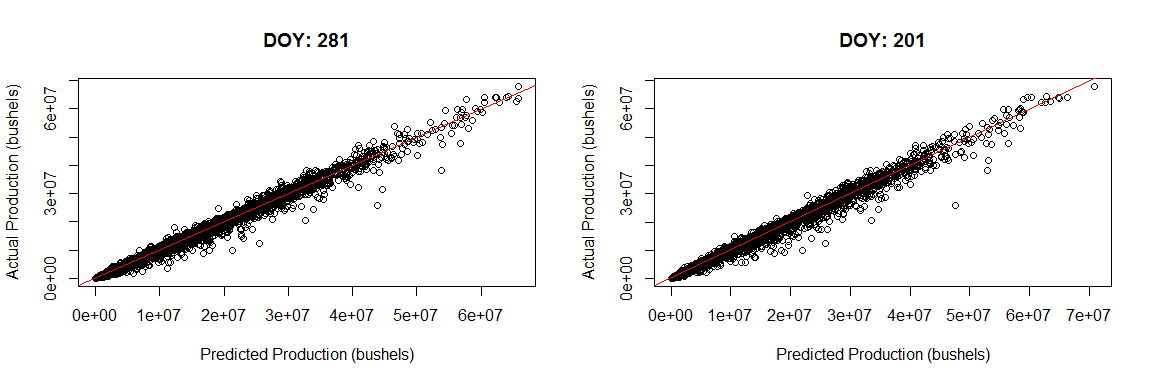 DOY: 281
Actual Production (bushels)
6e+07
3e+07
0e+00
0e+00 1e+07 2e+07 3e+07 4e+07 5e+07 6e+07
Predicted Production (bushels)
DOY: 201
Actual Production (bushels)
6e+07
3e+07
0e+00
0e+00 1e+07 2e+07 3e+07 4e+07 5e+07 6e+07 7e+07
Predicted Production (bushels)